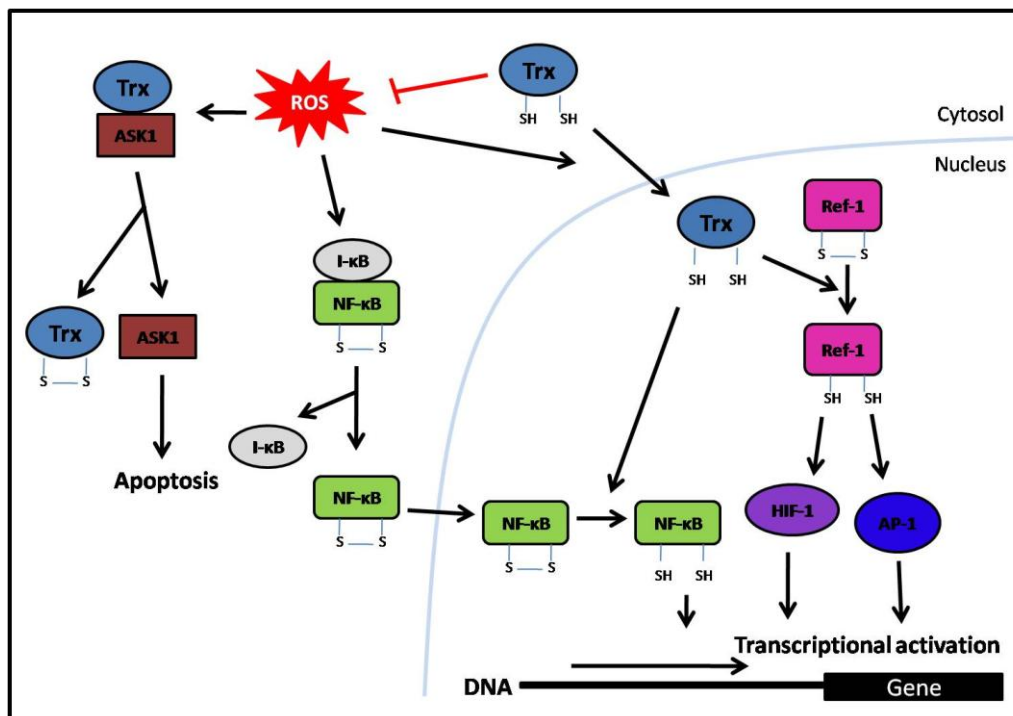 Trx
ASK1
ROS
Trx
SH SH
Cytosol
Nucleus
Trx
SH SH
Ref-1
S S
I-κB
NF-κB
S S
Trx
S S
ASK1
Ref-1
SH SH
I-κB
Apoptosis
NF-κB
S S
NF-κB
S S
NF-κB
SH SH
HIF-1
AP-1
Transcriptional activation
DNA
Gene